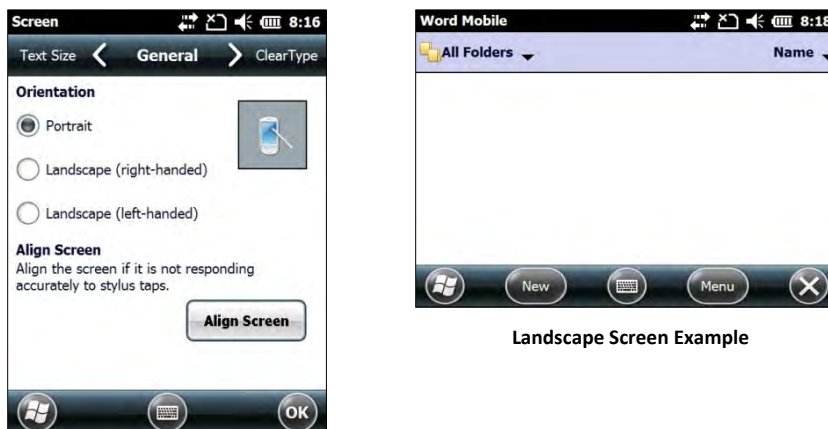 Screen 8:16
Text Size General ClearType
Orientation
Portrait
Landscape (right-handed)
Landscape (left-handed)
Align Screen
Align the screen if it is not responding
accurately to stylus taps.
Align Screen
OK
Word Mobile 8:18
All Folders Name
New Menu
Landscape Screen Example